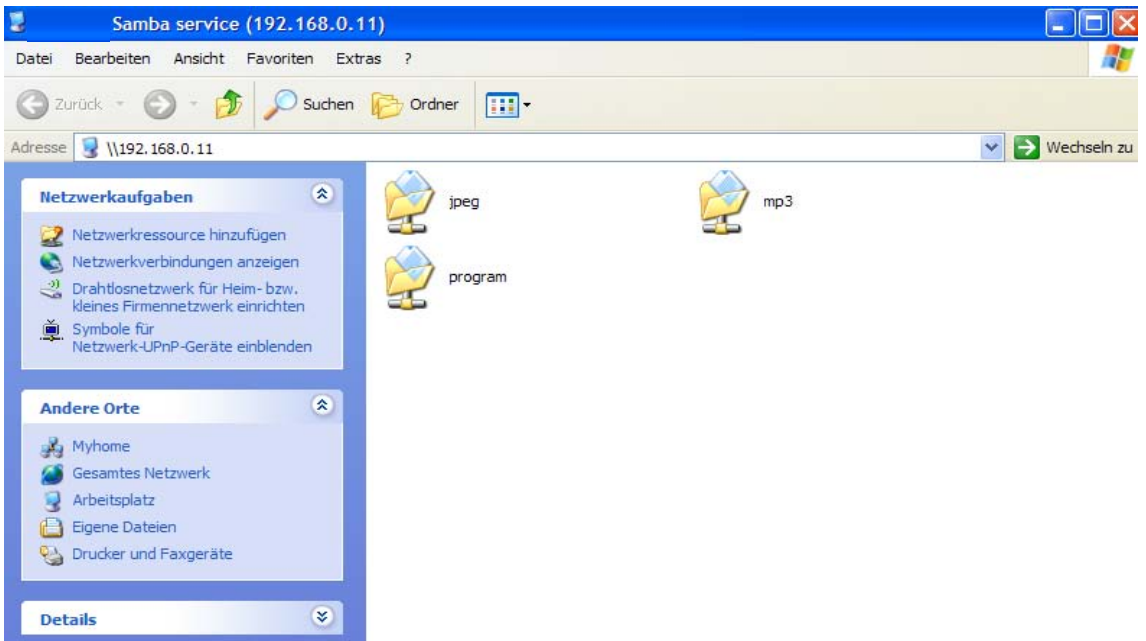 Samba service (192.168.0.11)
Datei Bearbeiten Ansicht Favoriten Extras ?
Zurück Suchen Ordner
Adresse \\192.168.0.11 Wechseln zu
Netzwerkaufgaben
Netzwerkressource hinzufügen
Netzwerkverbindungen anzeigen
Drahtlosnetzwerk für Heim- bzw.
kleines Firmennetzwerk einrichten
Symbole für
Netzwerk-UPnP-Geräte einblenden
Andere Orte
Myhome
Gesamtes Netzwerk
Arbeitsplatz
Eigene Dateien
Drucker und Faxgeräte
Details
jpeg
mp3
program